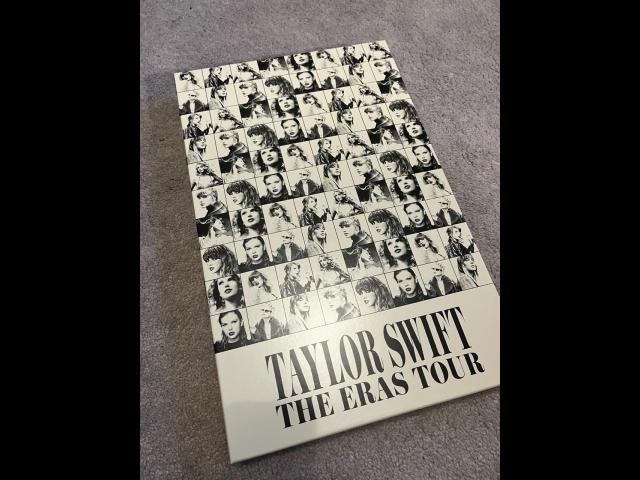 TAYLOR SWIFT
THE ERAS TOUR